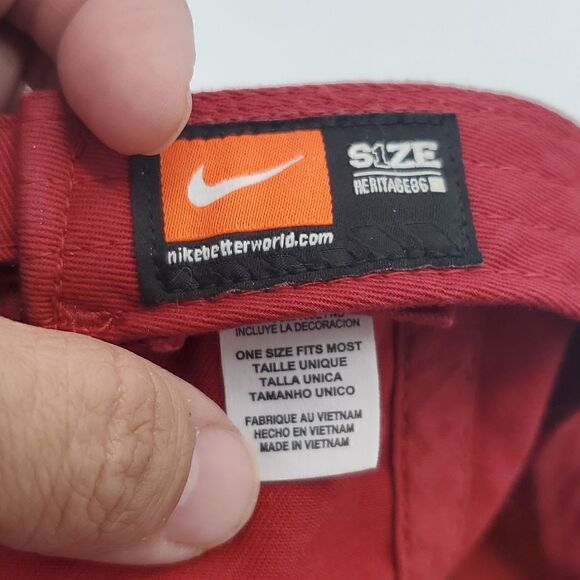 S1ZE
HERITAGE86
nikebetterworld.com
INCLUYE LA DECORACION
ONE SIZE FITS MOST
TAILLE UNIQUE
TALLA UNICA
TAMANHO UNICO
FABRIQUE AU VIETNAM
HECHO EN VIETNAM
MADE IN VIETNAM